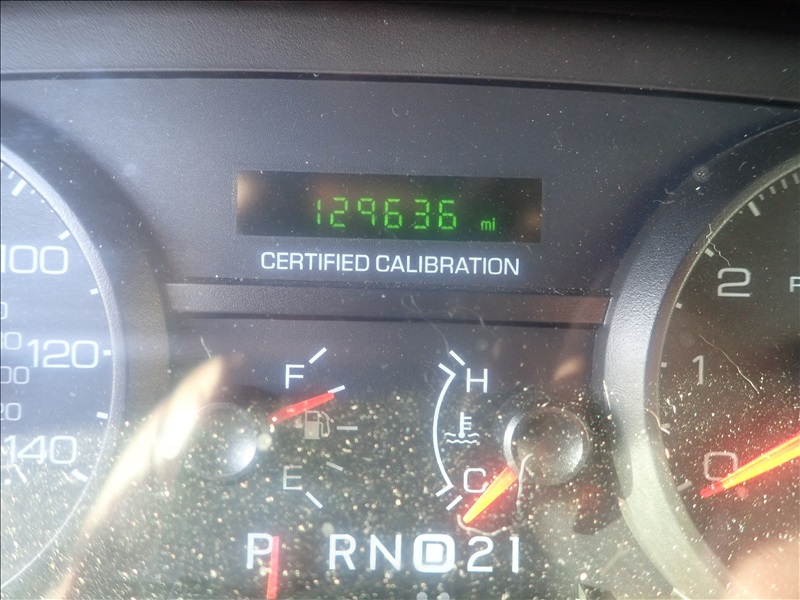 129636 mi
CERTIFIED CALIBRATION
100
120
140
F
E
H
C
2
1
0
P R N D 2 1